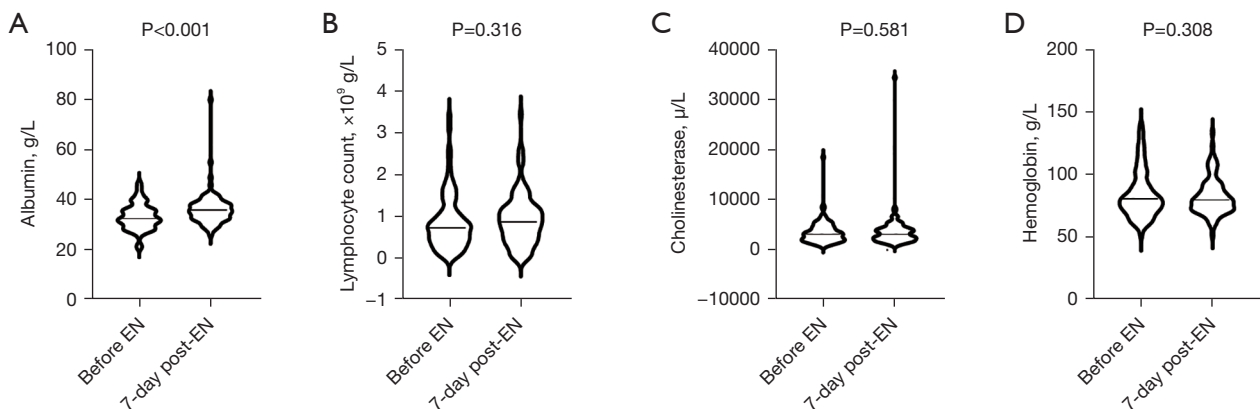 A
P<0.001
Albumin, g/L
100
80
60
40
20
0
Before EN
7-day post-EN
B
P=0.316
Lymphocyte count, ×10⁹ g/L
5
4
3
2
1
0
−1
Before EN
7-day post-EN
C
P=0.581
Cholinesterase, μ/L
40000
30000
20000
10000
0
−10000
Before EN
7-day post-EN
D
P=0.308
Hemoglobin, g/L
200
150
100
50
0
Before EN
7-day post-EN